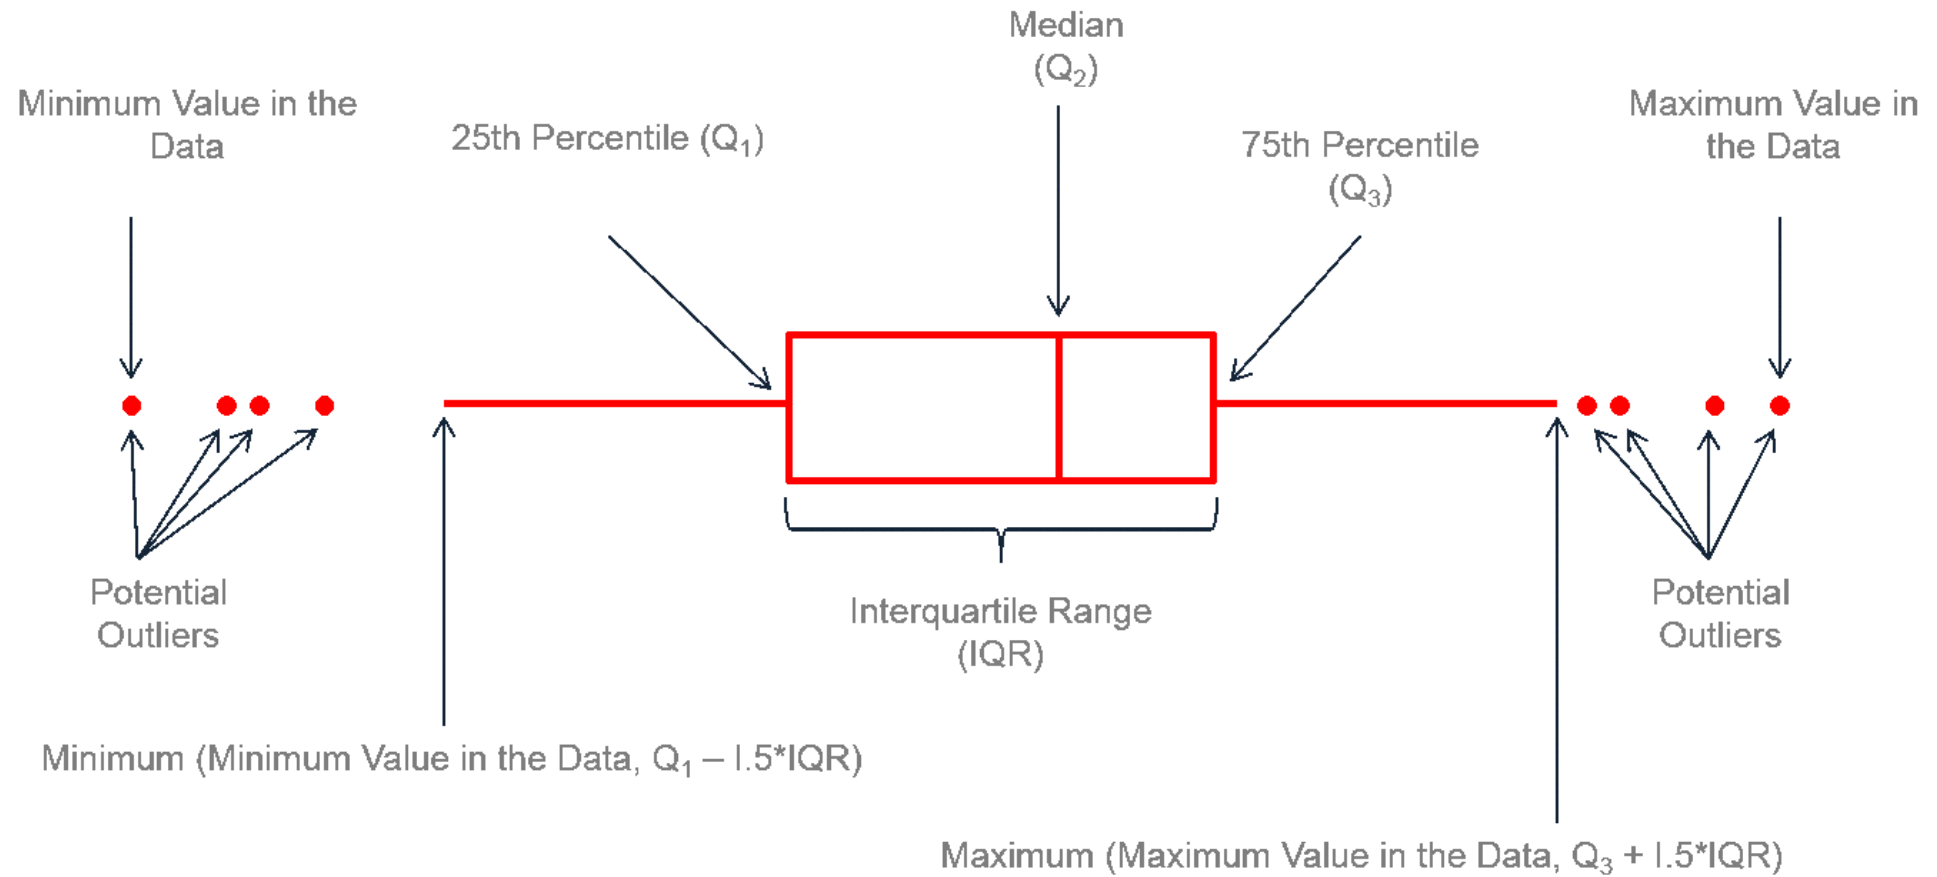 Median
(Q2)
Minimum Value in the
Data
25th Percentile (Q1)
75th Percentile
(Q3)
Maximum Value in
the Data
Potential
Outliers
Interquartile Range
(IQR)
Potential
Outliers
Minimum (Minimum Value in the Data, Q1 – I.5*IQR)
Maximum (Maximum Value in the Data, Q3 + I.5*IQR)